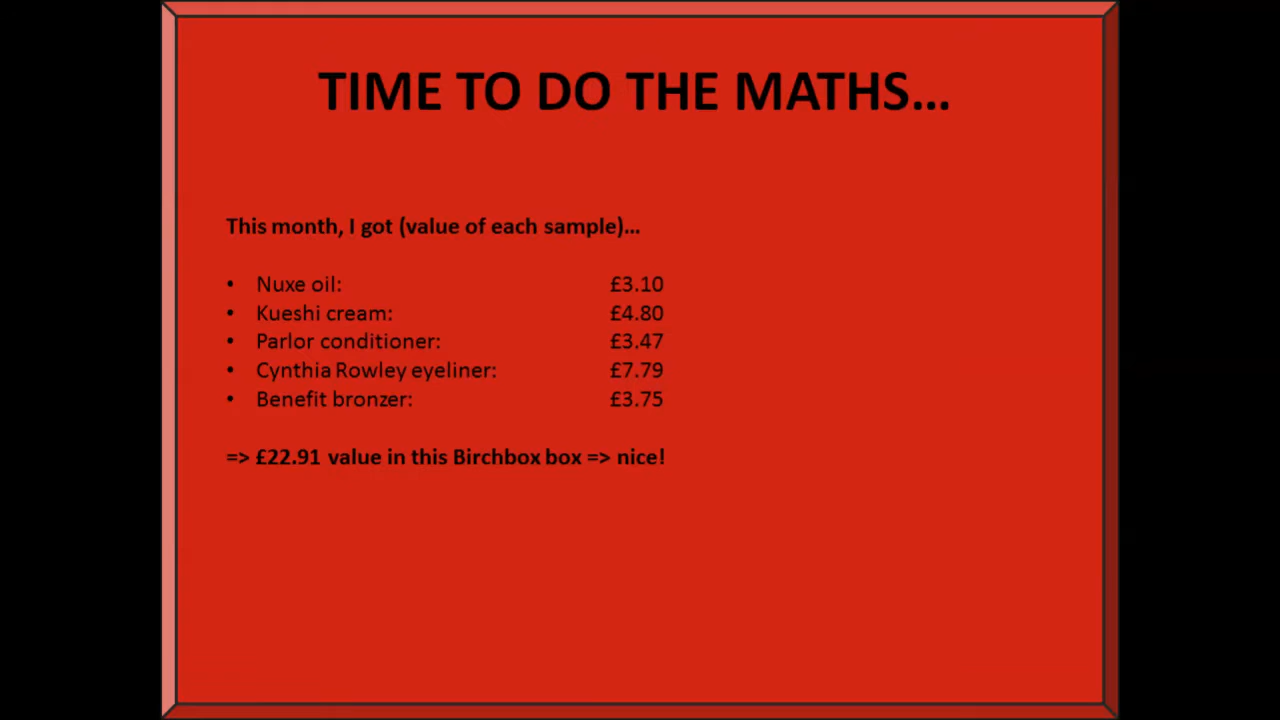 TIME TO DO THE MATHS...
This month, I got (value of each sample)...
• Nuxe oil: £3.10
• Kueshi cream: £4.80
• Parlor conditioner: £3.47
• Cynthia Rowley eyeliner: £7.79
• Benefit bronzer: £3.75
=> £22.91 value in this Birchbox box => nice!